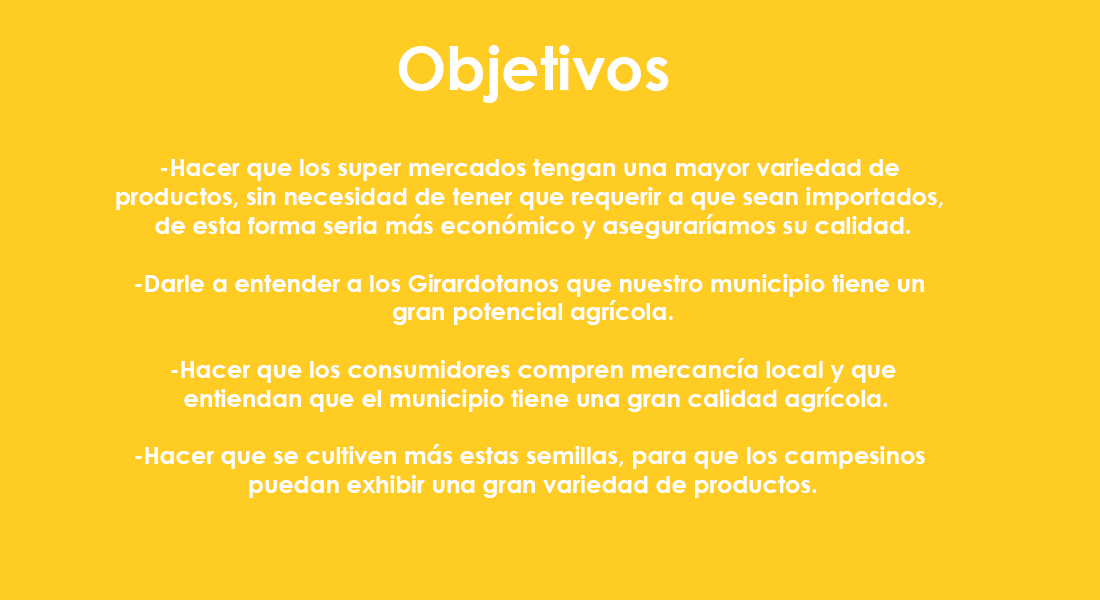 Objetivos
-Hacer que los super mercados tengan una mayor variedad de
productos, sin necesidad de tener que requerir a que sean importados,
de esta forma seria más económico y aseguraríamos su calidad.
-Darle a entender a los Girardotanos que nuestro municipio tiene un
gran potencial agrícola.
-Hacer que los consumidores compren mercancía local y que
entiendan que el municipio tiene una gran calidad agrícola.
-Hacer que se cultiven más estas semillas, para que los campesinos
puedan exhibir una gran variedad de productos.